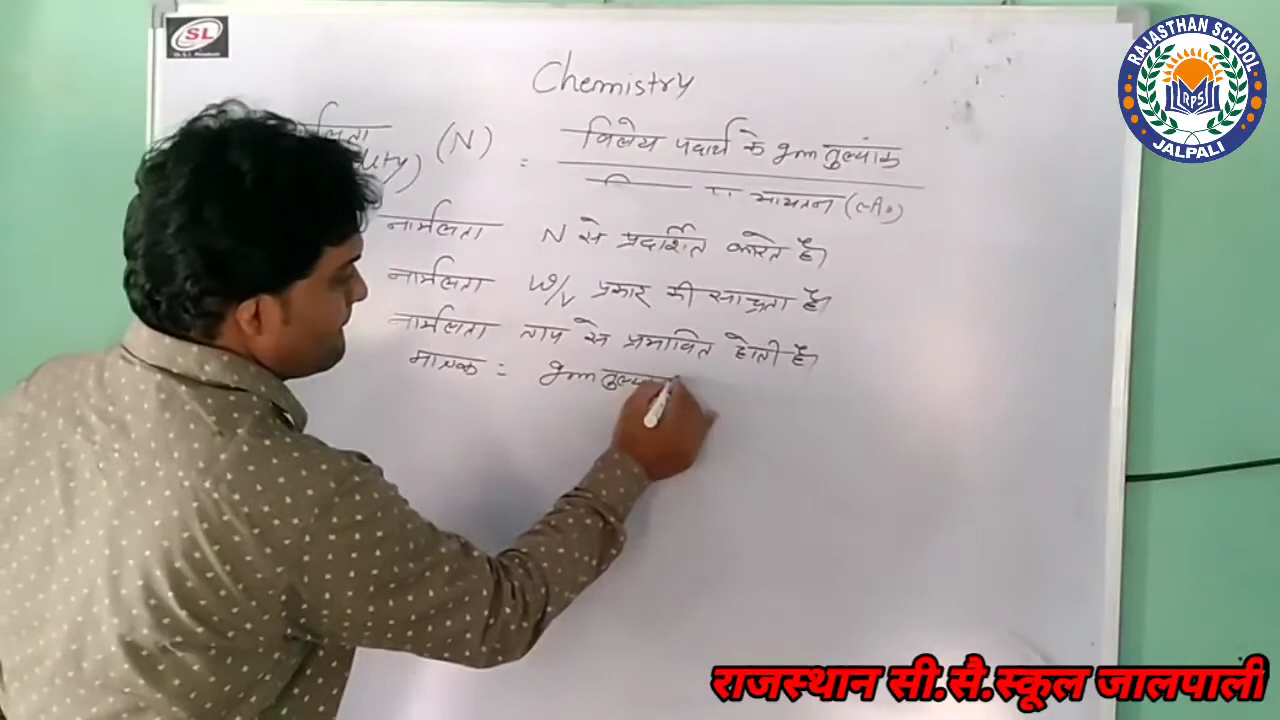 SL
RAJASTHAN SCHOOL
RPS
JALPALI
Chemistry
(N) = विलेय पदार्थ के gm तुल्यांक
आयतन (ली०)
नार्मलता N से प्रदर्शित करते है।
नार्मलता W/V प्रकार की सान्द्रता है।
नार्मलता ताप से प्रभावित होती है।
मात्रक = gm तुल्या
राजस्थान सी.सै.स्कूल जालपाली